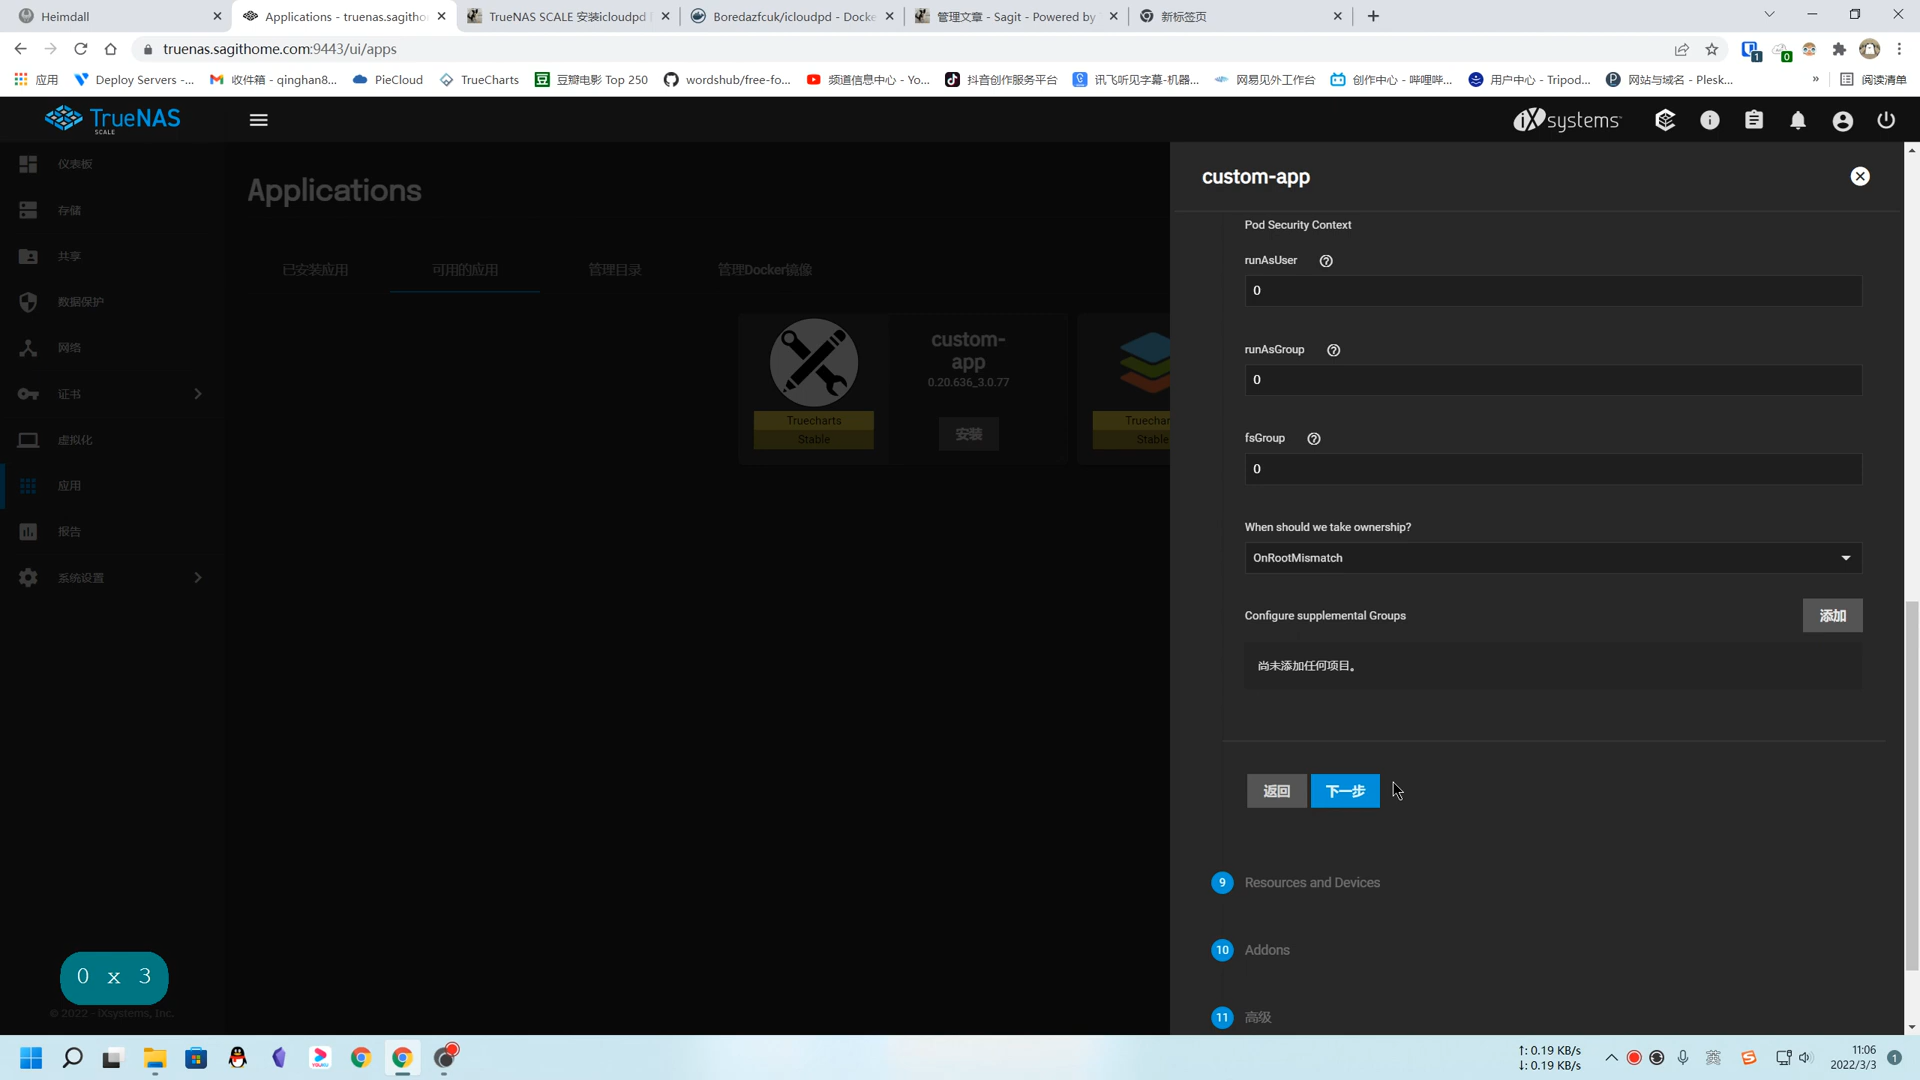 Heimdall
Applications - truenas.sagitho
TrueNAS SCALE 安装icloudpd
Boredazfcuk/icloudpd - Docke
管理文章 - Sagit - Powered by
新标签页
truenas.sagithome.com:9443/ui/apps
1
0
应用
Deploy Servers -...
收件箱 - qinghan8...
PieCloud
TrueCharts
豆瓣电影 Top 250
wordshub/free-fo...
频道信息中心 - Yo...
抖音创作服务平台
讯飞听见字幕-机器...
网易见外工作台
创作中心 - 哔哩哔...
用户中心 - Tripod...
网站与域名 - Plesk...
»
阅读清单
TrueNAS
SCALE
iXsystems
仪表板
存储
共享
数据保护
网络
证书
虚拟化
应用
报告
系统设置
0 x 3
© 2022 - iXsystems, Inc.
Applications
已安装应用
可用的应用
管理目录
管理Docker镜像
Truecharts
Stable
custom-
app
0.20.636_3.0.77
安装
Truechar
Stable
custom-app
Pod Security Context
runAsUser
0
runAsGroup
0
fsGroup
0
When should we take ownership?
OnRootMismatch
Configure supplemental Groups
添加
尚未添加任何项目。
返回
下一步
9
Resources and Devices
10
Addons
11
高级
YOUKU
↑: 0.19 KB/s
↓: 0.19 KB/s
英
11:06
2022/3/3
1